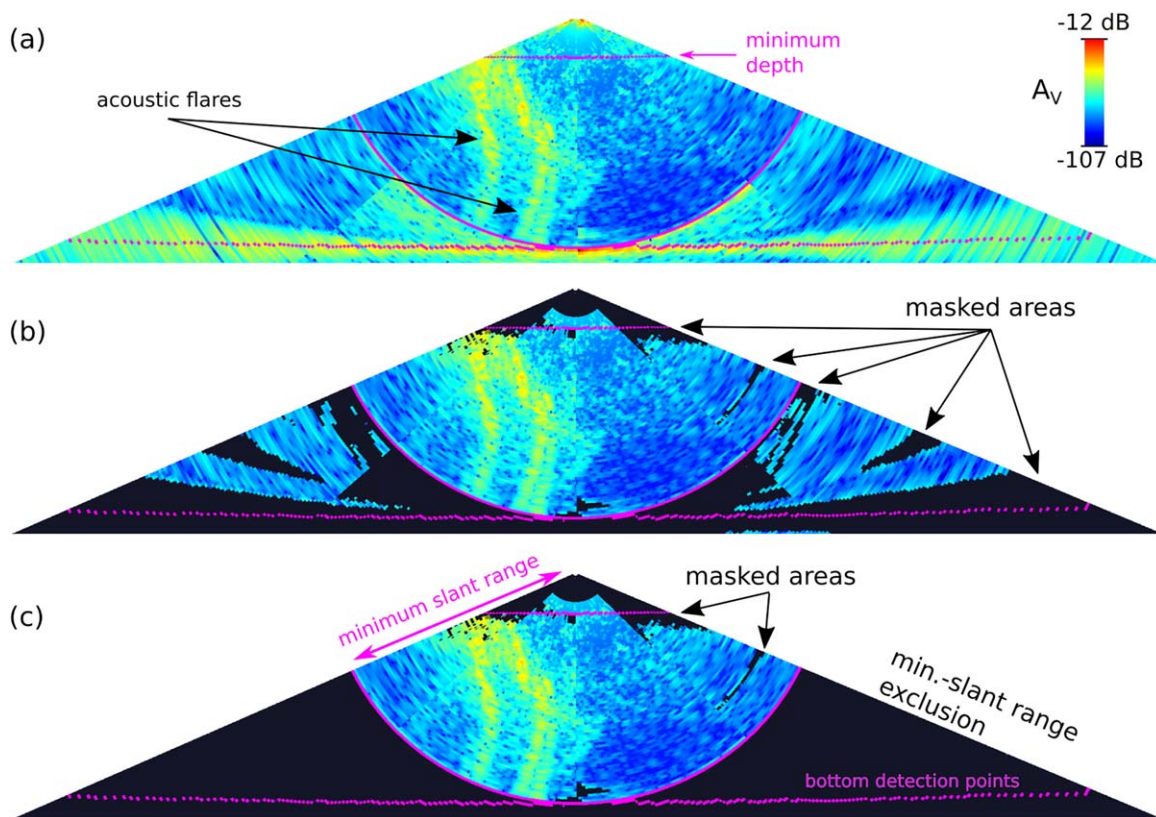 (a)
minimum
depth
-12 dB
A_V
-107 dB
acoustic flares
(b)
masked areas
(c)
minimum slant range
masked areas
min.-slant range
exclusion
bottom detection points